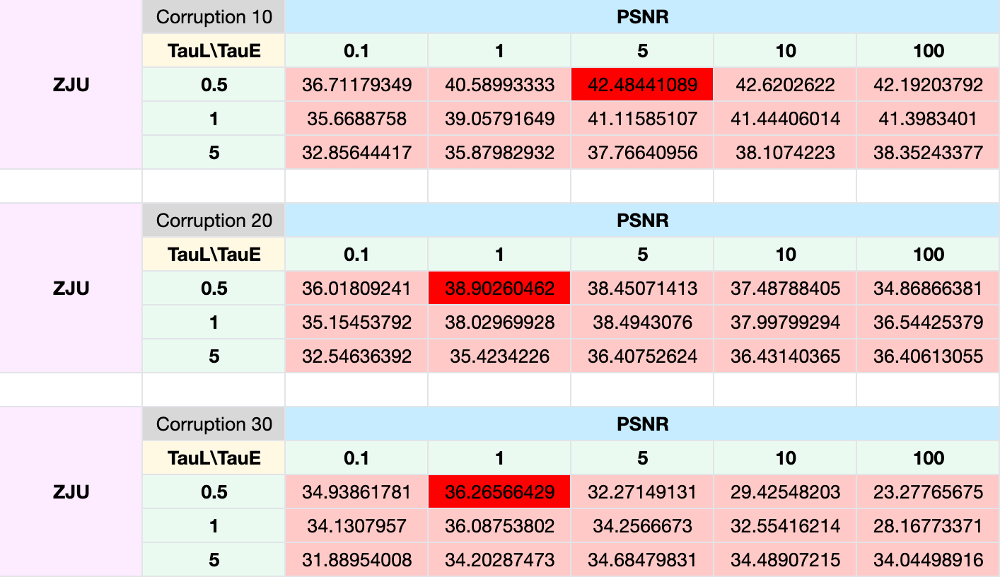 Corruption 10 PSNR
TauL\TauE 0.1 1 5 10 100
ZJU 0.5 36.71179349 40.58993333 42.48441089 42.6202622 42.19203792
1 35.6688758 39.05791649 41.11585107 41.44406014 41.3983401
5 32.85644417 35.87982932 37.76640956 38.1074223 38.35243377
Corruption 20 PSNR
TauL\TauE 0.1 1 5 10 100
ZJU 0.5 36.01809241 38.90260462 38.45071413 37.48788405 34.86866381
1 35.15453792 38.02969928 38.4943076 37.99799294 36.54425379
5 32.54636392 35.4234226 36.40752624 36.43140365 36.40613055
Corruption 30 PSNR
TauL\TauE 0.1 1 5 10 100
ZJU 0.5 34.93861781 36.26566429 32.27149131 29.42548203 23.27765675
1 34.1307957 36.08753802 34.2566673 32.55416214 28.16773371
5 31.88954008 34.20287473 34.68479831 34.48907215 34.04498916